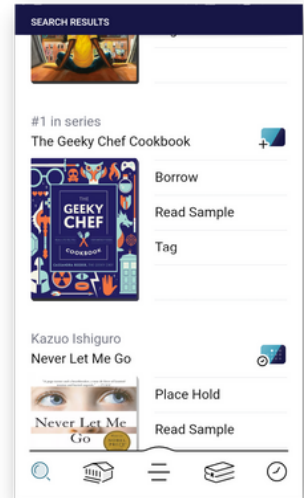 SEARCH RESULTS
#1 in series
The Geeky Chef Cookbook
Borrow
THE
GEEKY
CHEF
COOKBOOK
Read Sample
Tag
Kazuo Ishiguro
Never Let Me Go
Place Hold
Never Let Me
Go
Read Sample